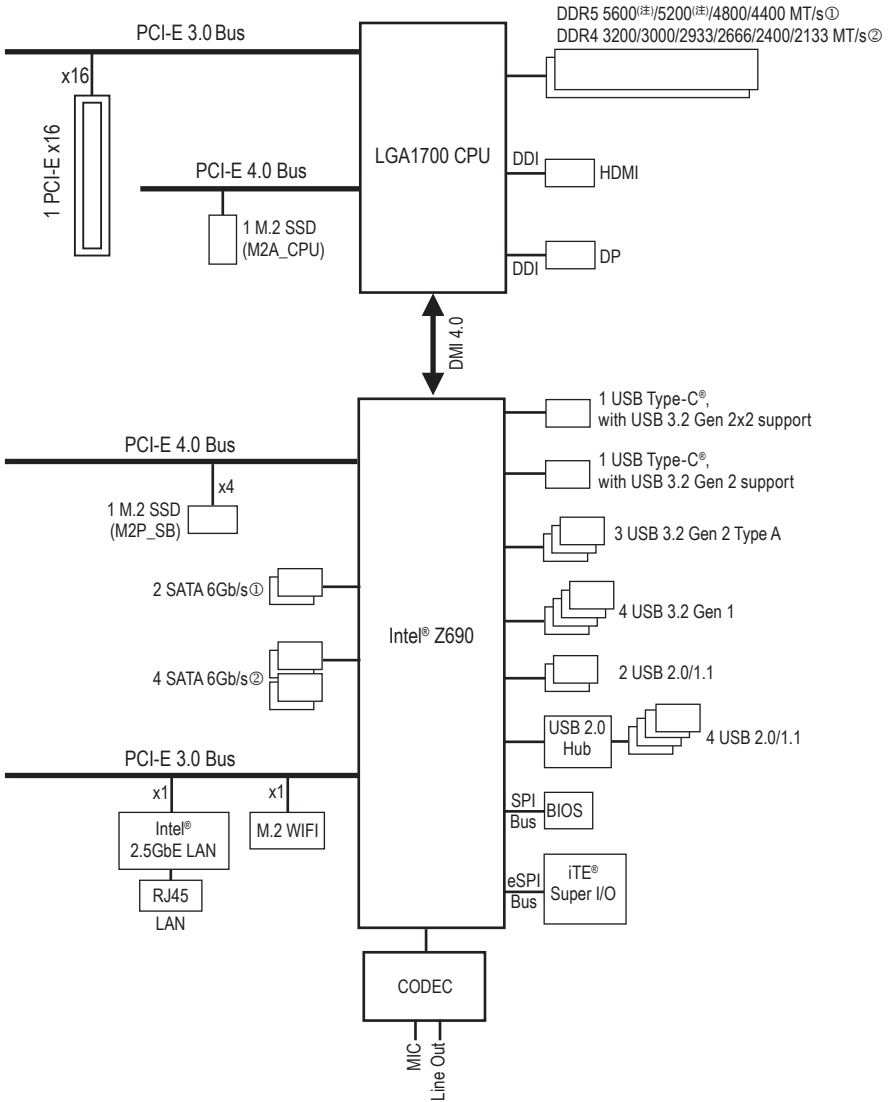 DDR5 5600(注)/5200(注)/4800/4400 MT/s①
DDR4 3200/3000/2933/2666/2400/2133 MT/s②
PCI-E 3.0 Bus
x16
1 PCI-E x16
LGA1700 CPU
DDI
HDMI
PCI-E 4.0 Bus
1 M.2 SSD
(M2A_CPU)
DDI
DP
DMI 4.0
1 USB Type-C®,
with USB 3.2 Gen 2x2 support
PCI-E 4.0 Bus
x4
1 M.2 SSD
(M2P_SB)
1 USB Type-C®,
with USB 3.2 Gen 2 support
3 USB 3.2 Gen 2 Type A
2 SATA 6Gb/s①
Intel® Z690
4 USB 3.2 Gen 1
4 SATA 6Gb/s②
2 USB 2.0/1.1
USB 2.0
Hub
4 USB 2.0/1.1
PCI-E 3.0 Bus
x1
x1
Intel®
2.5GbE LAN
M.2 WIFI
RJ45
LAN
SPI
Bus
BIOS
eSPI
Bus
iTE®
Super I/O
CODEC
MIC
Line Out